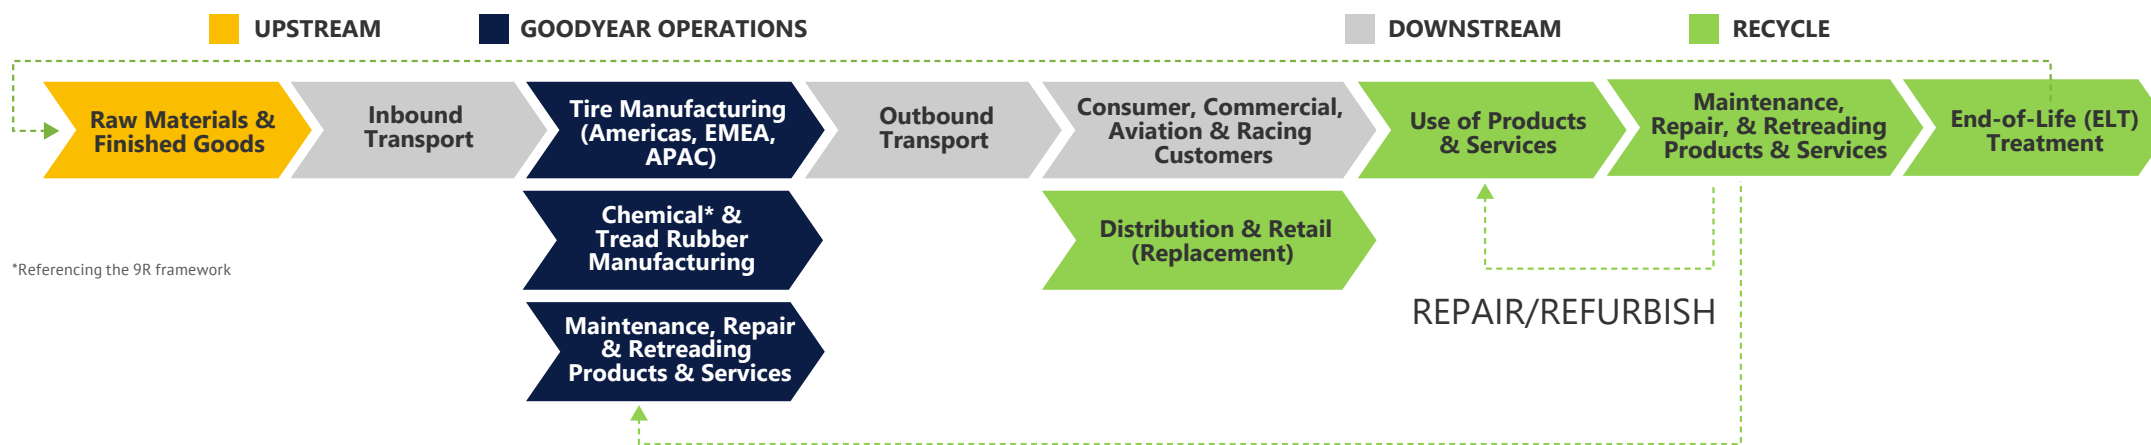 UPSTREAM
GOODYEAR OPERATIONS
DOWNSTREAM
RECYCLE
Raw Materials &
Finished Goods
Inbound
Transport
Tire Manufacturing
(Americas, EMEA,
APAC)
Outbound
Transport
Consumer, Commercial,
Aviation & Racing
Customers
Use of Products
& Services
Maintenance,
Repair, & Retreading
Products & Services
End-of-Life (ELT)
Treatment
Chemical* &
Tread Rubber
Manufacturing
Distribution & Retail
(Replacement)
*Referencing the 9R framework
REPAIR/REFURBISH
Maintenance, Repair
& Retreading
Products & Services